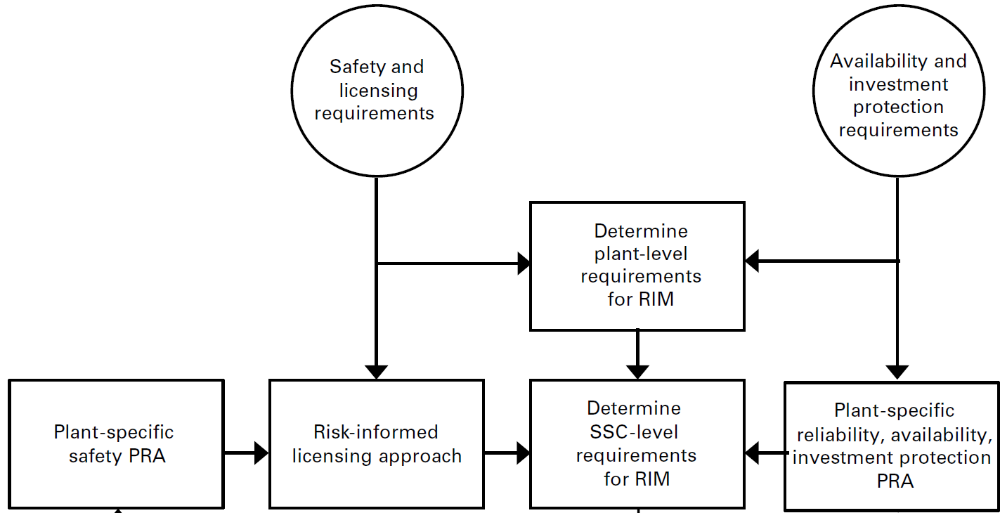 Safety and
licensing
requirements
Availability and
investment
protection
requirements
Determine
plant-level
requirements
for RIM
Plant-specific
safety PRA
Risk-informed
licensing approach
Determine
SSC-level
requirements
for RIM
Plant-specific
reliability, availability,
investment protection
PRA